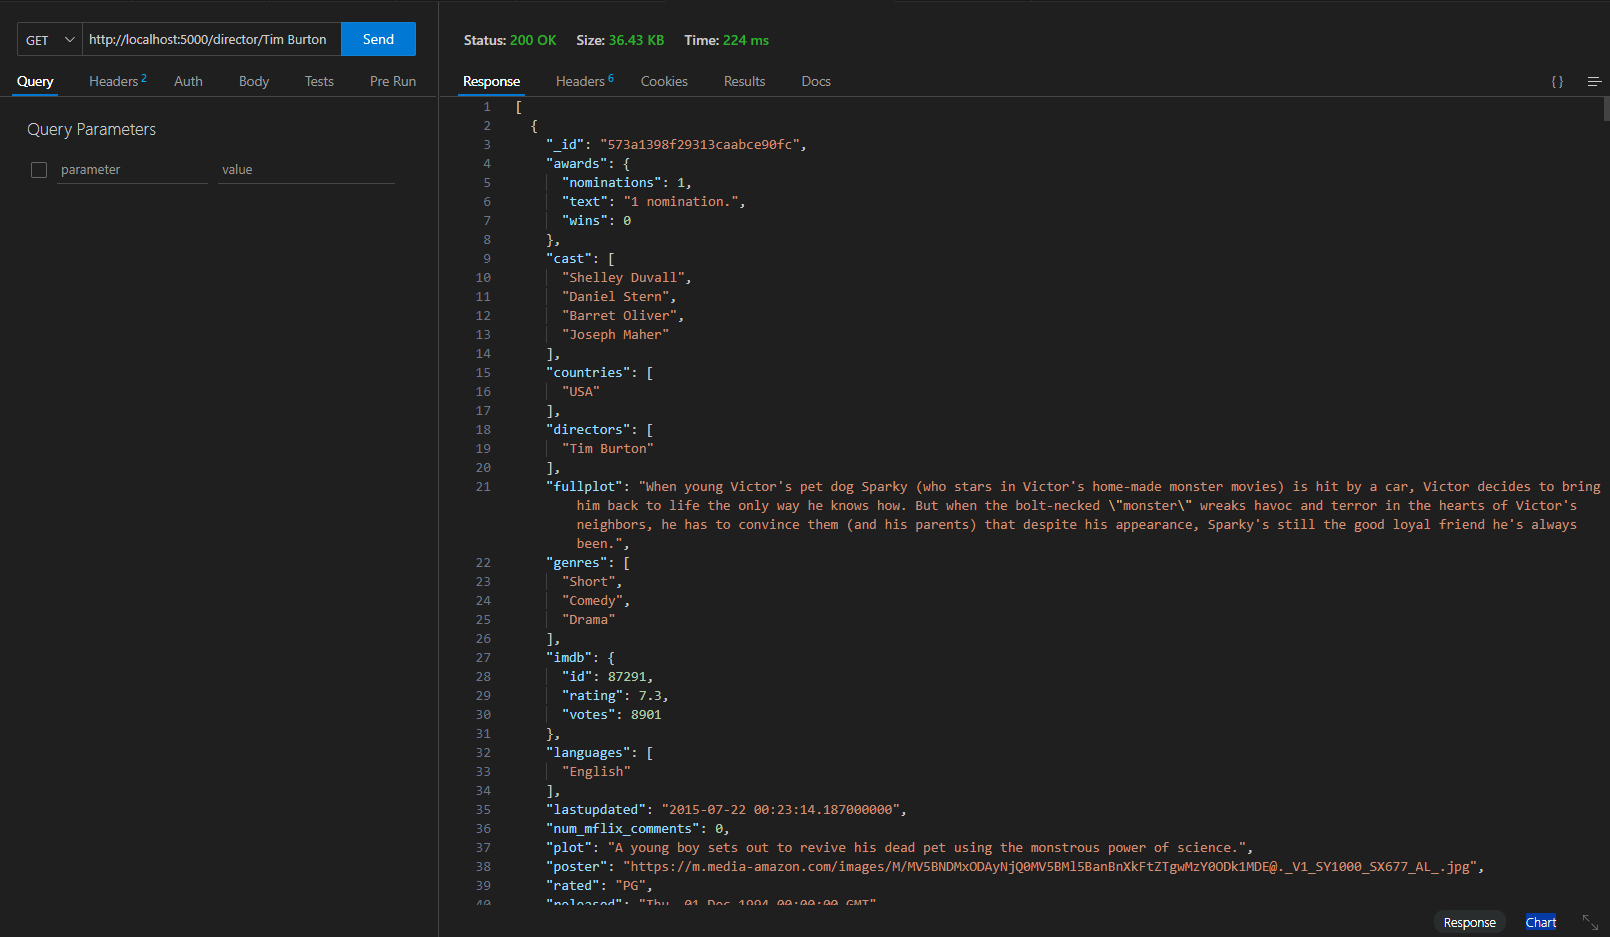 GET http://localhost:5000/director/Tim Burton Send
Query Headers 2 Auth Body Tests Pre Run
Query Parameters
parameter value
Status: 200 OK Size: 36.43 KB Time: 224 ms
Response Headers 6 Cookies Results Docs {}
1 [
2 {
3 "_id": "573a1398f29313caabce90fc",
4 "awards": {
5 "nominations": 1,
6 "text": "1 nomination.",
7 "wins": 0
8 },
9 "cast": [
10 "Shelley Duvall",
11 "Daniel Stern",
12 "Barret Oliver",
13 "Joseph Maher"
14 ],
15 "countries": [
16 "USA"
17 ],
18 "directors": [
19 "Tim Burton"
20 ],
21 "fullplot": "When young Victor's pet dog Sparky (who stars in Victor's home-made monster movies) is hit by a car, Victor decides to bring
him back to life the only way he knows how. But when the bolt-necked \"monster\" wreaks havoc and terror in the hearts of Victor's
neighbors, he has to convince them (and his parents) that despite his appearance, Sparky's still the good loyal friend he's always
been.",
22 "genres": [
23 "Short",
24 "Comedy",
25 "Drama"
26 ],
27 "imdb": {
28 "id": 87291,
29 "rating": 7.3,
30 "votes": 8901
31 },
32 "languages": [
33 "English"
34 ],
35 "lastupdated": "2015-07-22 00:23:14.187000000",
36 "num_mflix_comments": 0,
37 "plot": "A young boy sets out to revive his dead pet using the monstrous power of science.",
38 "poster": "https://m.media-amazon.com/images/M/MV5BNDMxODAyNjQ0MV5BMl5BanBnXkFtZTgwMzY0ODk1MDE@._V1_SY1000_SX677_AL_.jpg",
39 "rated": "PG",
40 "released": "Thu, 01 Dec 1994 00:00:00 GMT"
Response Chart